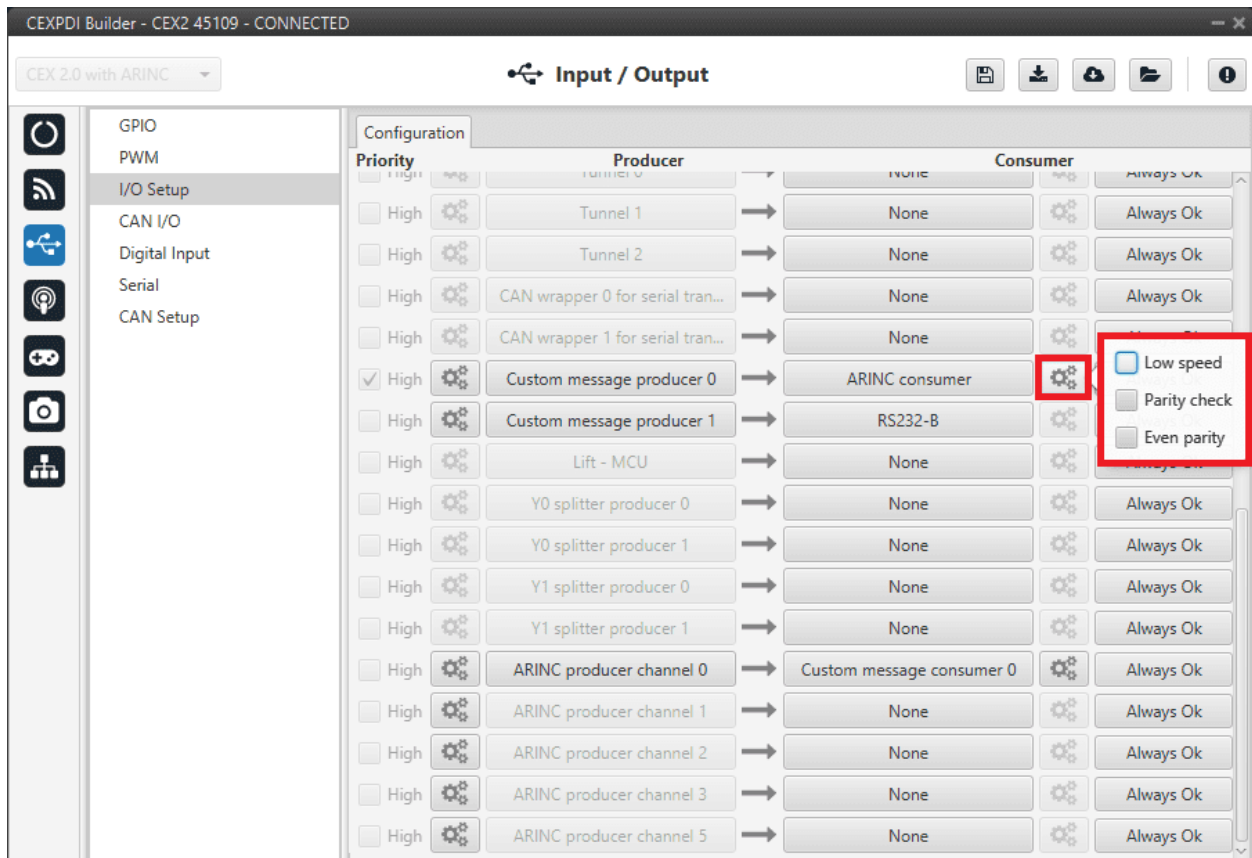 CEXPDI Builder - CEX2 45109 - CONNECTED
CEX 2.0 with ARINC
Input / Output
GPIO
PWM
I/O Setup
CAN I/O
Digital Input
Serial
CAN Setup
Configuration
Priority Producer Consumer
High Tunnel 0 None Always Ok
High Tunnel 1 None Always Ok
High Tunnel 2 None Always Ok
High CAN wrapper 0 for serial tran... None Always Ok
High CAN wrapper 1 for serial tran... None
High Custom message producer 0 ARINC consumer
High Custom message producer 1 RS232-B
Low speed
Parity check
Even parity
High Lift - MCU None Always Ok
High Y0 splitter producer 0 None Always Ok
High Y0 splitter producer 1 None Always Ok
High Y1 splitter producer 0 None Always Ok
High Y1 splitter producer 1 None Always Ok
High ARINC producer channel 0 Custom message consumer 0 Always Ok
High ARINC producer channel 1 None Always Ok
High ARINC producer channel 2 None Always Ok
High ARINC producer channel 3 None Always Ok
High ARINC producer channel 5 None Always Ok